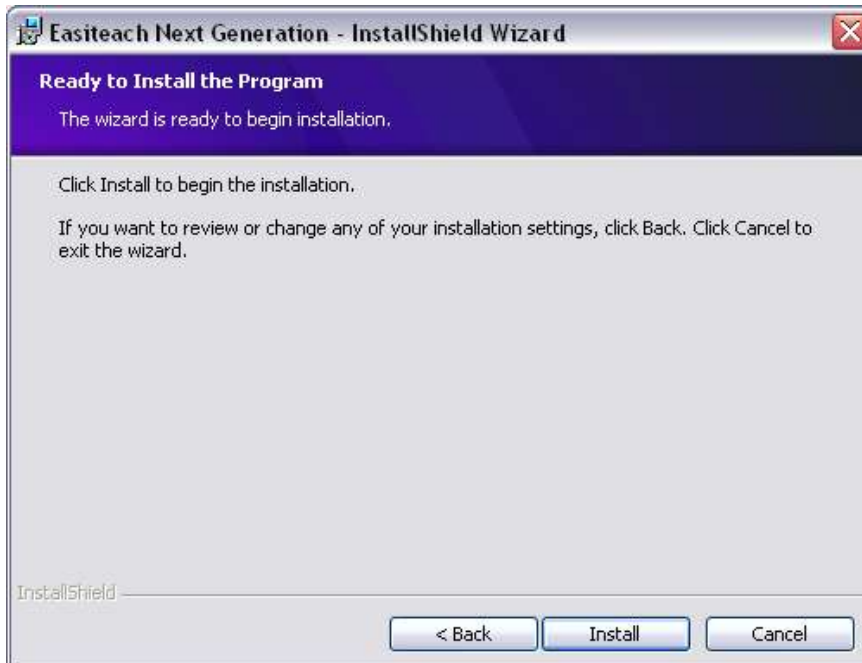 Easiteach Next Generation - InstallShield Wizard
Ready to Install the Program
The wizard is ready to begin installation.
Click Install to begin the installation.
If you want to review or change any of your installation settings, click Back. Click Cancel to
exit the wizard.
InstallShield
< Back
Install
Cancel